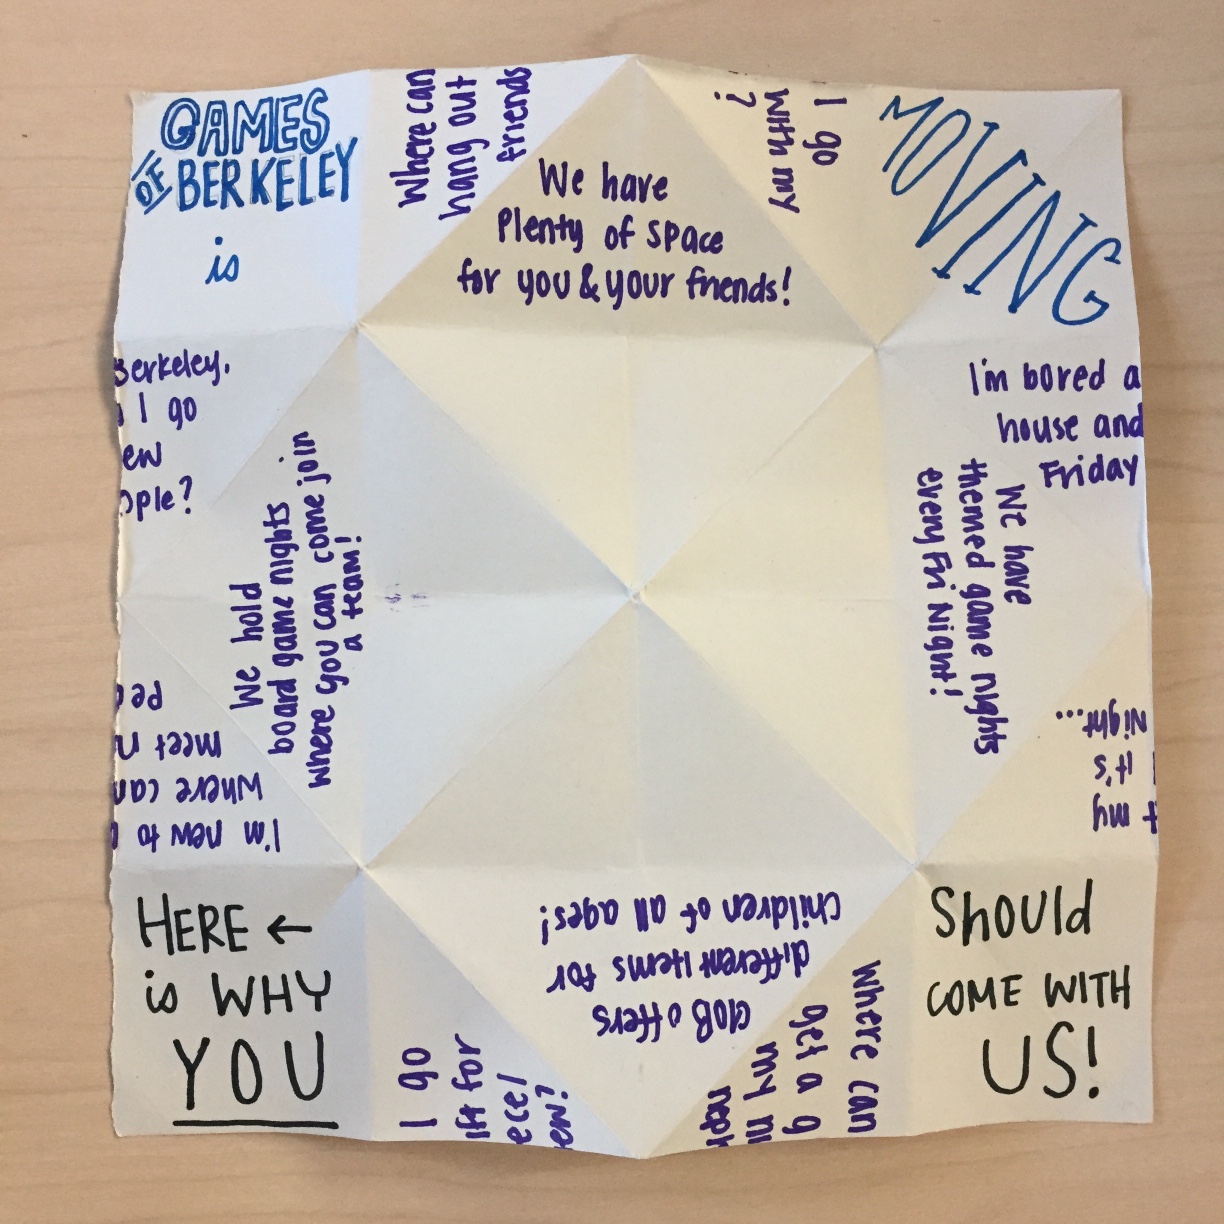 GAMES
OF BERKELEY
is
Where can
hang out
friends
We have
Plenty of space
for you & your friends!
I go
with my
?
MOVING
Berkeley.
I go
ew
ople?
We hold
board game nights
where you can come join
a team!
I'm bored a
house and
Friday
We have
themed game nights
every Fri Night!
I'm new to
where can
meet n
peo
t my
it's
Night...
HERE ←
is WHY
YOU
I go
ift for
ece/
ew?
GOB offers
different items for
children of all ages!
Where can
get a g
my ni
neph
Should
COME WITH
US!